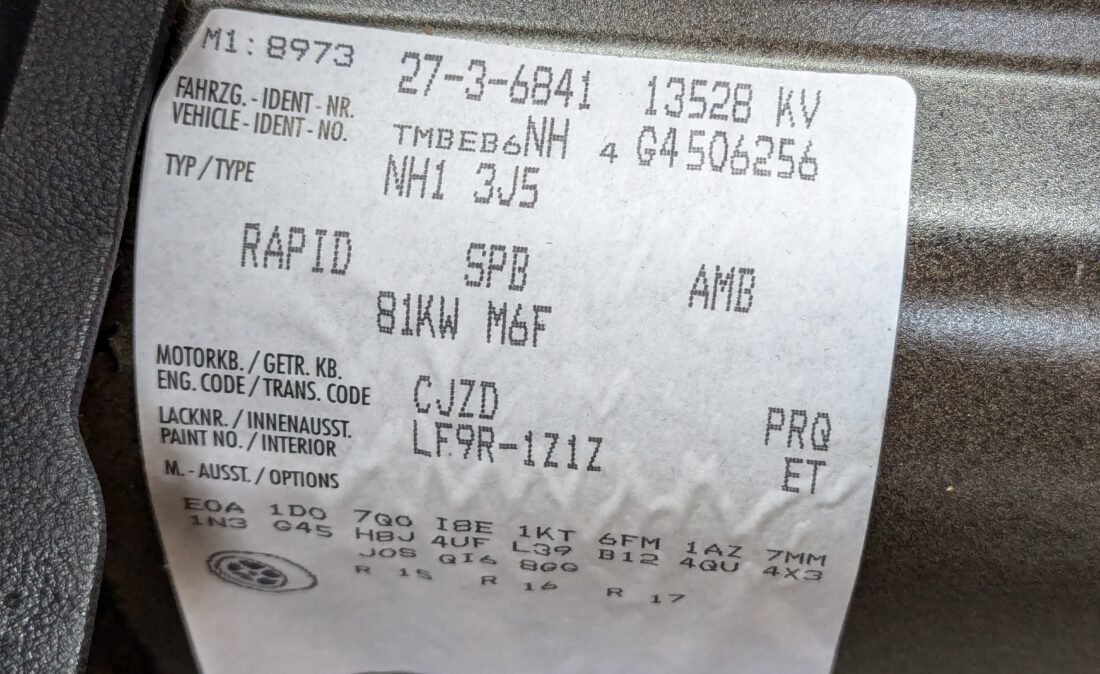 M1:8973 27-3-6841 13528 KV
FAHRZG.-IDENT-NR.
VEHICLE-IDENT-NO. TMBEB6NH 4 G4506256
TYP/TYPE NH1 3J5
RAPID SPB AMB
81KW M6F
MOTORKB./GETR. KB.
ENG. CODE/TRANS. CODE CJZD PRQ
LACKNR./INNENAUSST.
PAINT NO./INTERIOR LF9R-1Z1Z ET
M.-AUSST./OPTIONS
E0A 1D0 7Q0 I8E 1KT 6FM 1AZ 7MM
1N3 G45 HBJ 4UF L39 B12 4QU 4X3
J0S QI6 8GG
R 15 R 16 R 17